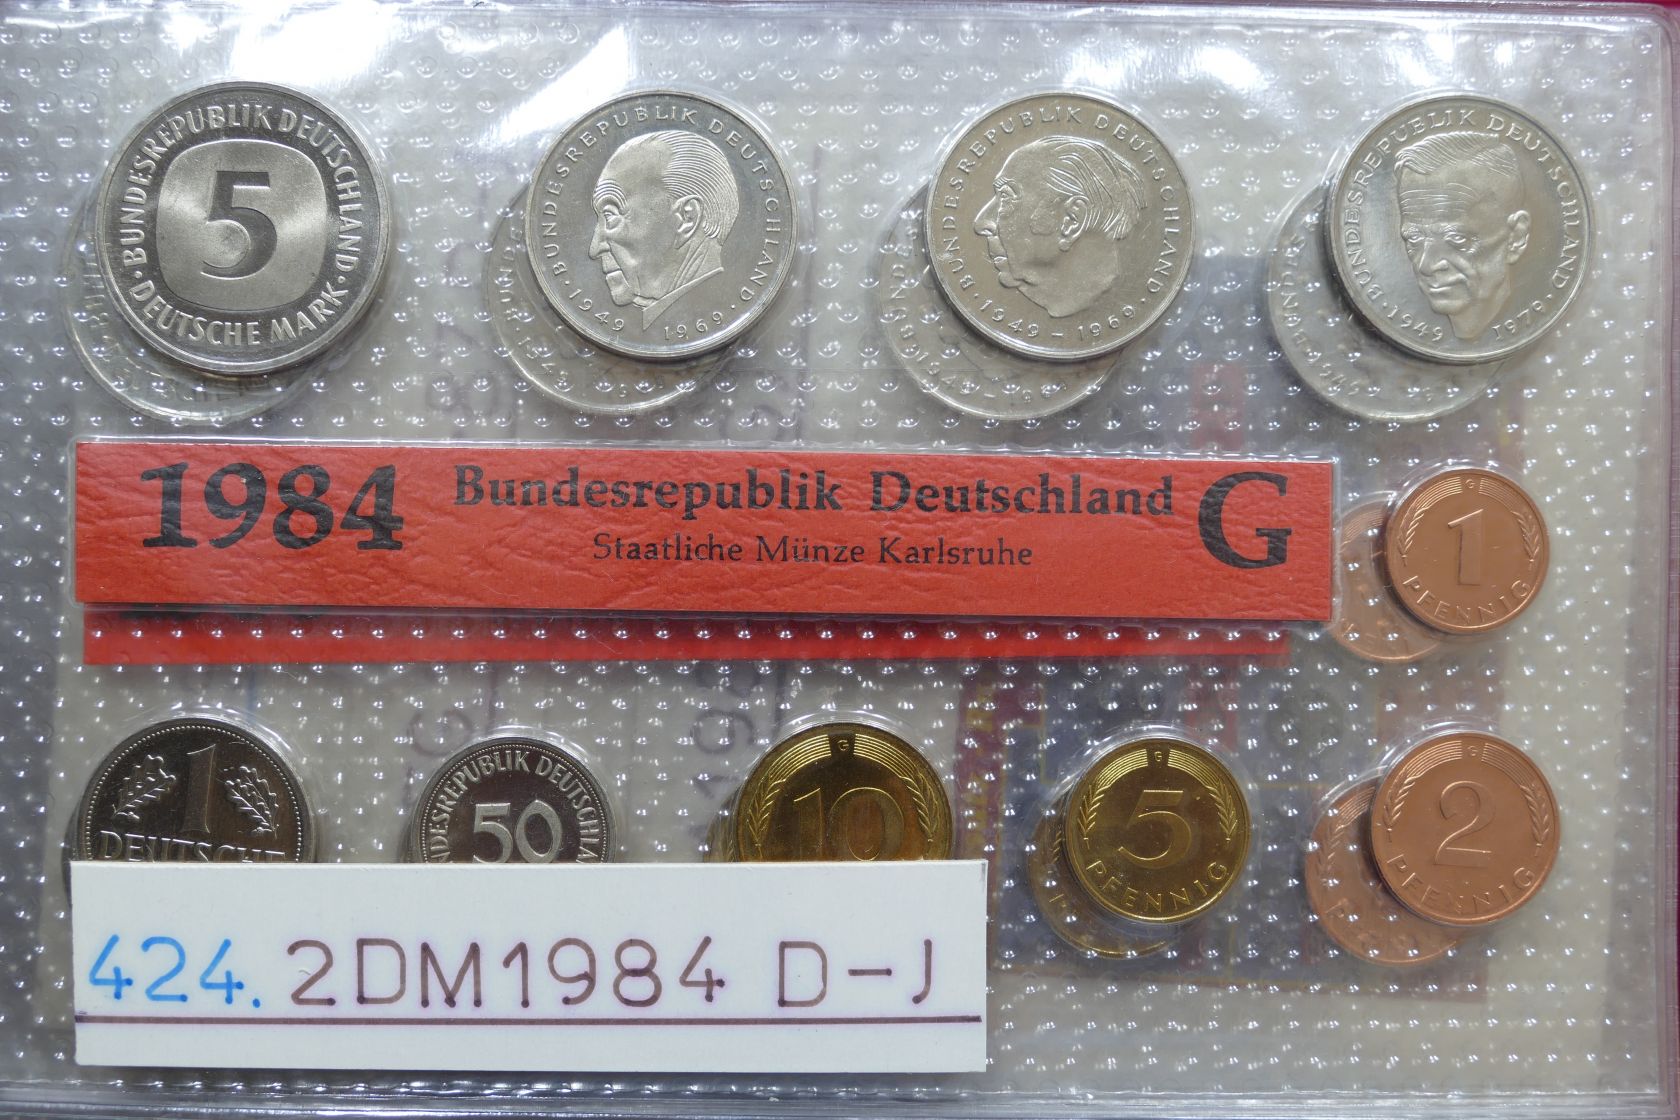 BUNDESREPUBLIK DEUTSCHLAND
5
DEUTSCHE MARK
BUNDESREPUBLIK DEUTSCHLAND
1949 1969
BUNDESREPUBLIK DEUTSCHLAND
1949 - 1969
BUNDESREPUBLIK DEUTSCHLAND
1949 1979
1984 Bundesrepublik Deutschland G
Staatliche Münze Karlsruhe
G
1
PFENNIG
1
DEUTSCHE
BUNDESREPUBLIK DEUTSCHLAND
50
G
10
G
5
PFENNIG
G
2
PFENNIG
424. 2DM1984 D-J